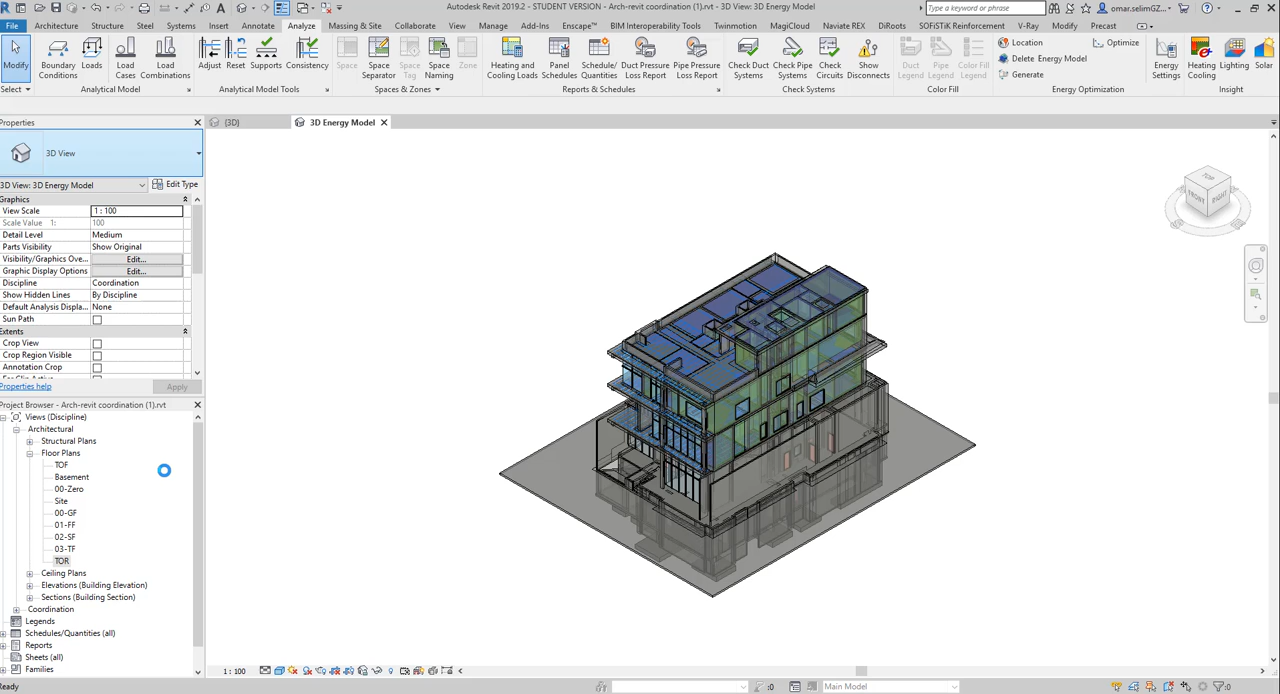 Autodesk Revit 2019.2 - STUDENT VERSION - Arch-revit coordination (1).rvt - 3D View: 3D Energy Model
Type a keyword or phrase
omar.selimGZ...
File Architecture Structure Steel Systems Insert Annotate Analyze Massing & Site Collaborate View Manage Add-Ins Enscape™ BIM Interoperability Tools Twinmotion MagiCloud Naviate REX DiRoots SOFiSTiK Reinforcement V-Ray Modify Precast
Modify
Boundary Conditions
Loads
Load Cases
Load Combinations
Adjust
Reset
Supports
Consistency
Space
Space Separator
Space Tag
Space Naming
Zone
Heating and Cooling Loads
Panel Schedules
Schedule/ Quantities
Duct Pressure Loss Report
Pipe Pressure Loss Report
Check Duct Systems
Check Pipe Systems
Check Circuits
Show Disconnects
Duct Legend
Pipe Legend
Color Fill Legend
Location
Delete Energy Model
Generate
Optimize
Energy Settings
Heating Cooling
Lighting
Solar
Select
Analytical Model
Analytical Model Tools
Spaces & Zones
Reports & Schedules
Check Systems
Color Fill
Energy Optimization
Insight
Properties
{3D}
3D Energy Model
3D View
3D View: 3D Energy Model
Edit Type
Graphics
View Scale 1 : 100
Scale Value 1: 100
Detail Level Medium
Parts Visibility Show Original
Visibility/Graphics Ove... Edit...
Graphic Display Options Edit...
Discipline Coordination
Show Hidden Lines By Discipline
Default Analysis Displa... None
Sun Path
Extents
Crop View
Crop Region Visible
Annotation Crop
Properties help
Apply
Project Browser - Arch-revit coordination (1).rvt
Views (Discipline)
Architectural
Structural Plans
Floor Plans
TOF
Basement
00-Zero
Site
00-GF
01-FF
02-SF
03-TF
TOR
Ceiling Plans
Elevations (Building Elevation)
Sections (Building Section)
Coordination
Legends
Schedules/Quantities (all)
Reports
Sheets (all)
Families
TOP
FRONT
RIGHT
1 : 100
Ready
:0
Main Model
:0